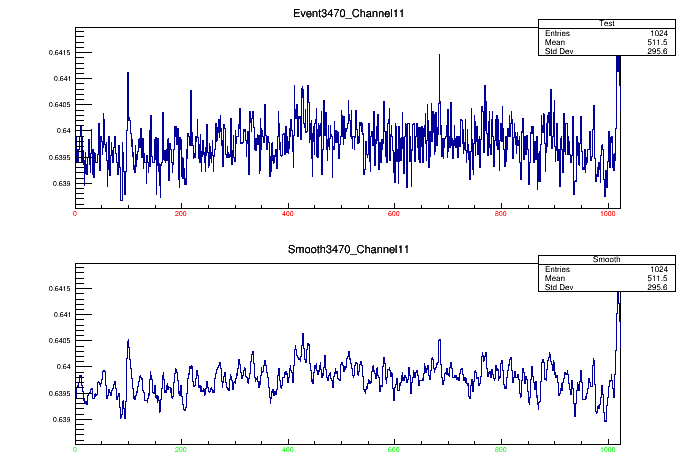 Event3470_Channel11
Test
Entries 1024
Mean 511.5
Std Dev 295.6
0.6415
0.641
0.6405
0.64
0.6395
0.639
0 200 400 600 800 1000
Smooth3470_Channel11
Smooth
Entries 1024
Mean 511.5
Std Dev 295.6
0.6415
0.641
0.6405
0.64
0.6395
0.639
0 200 400 600 800 1000